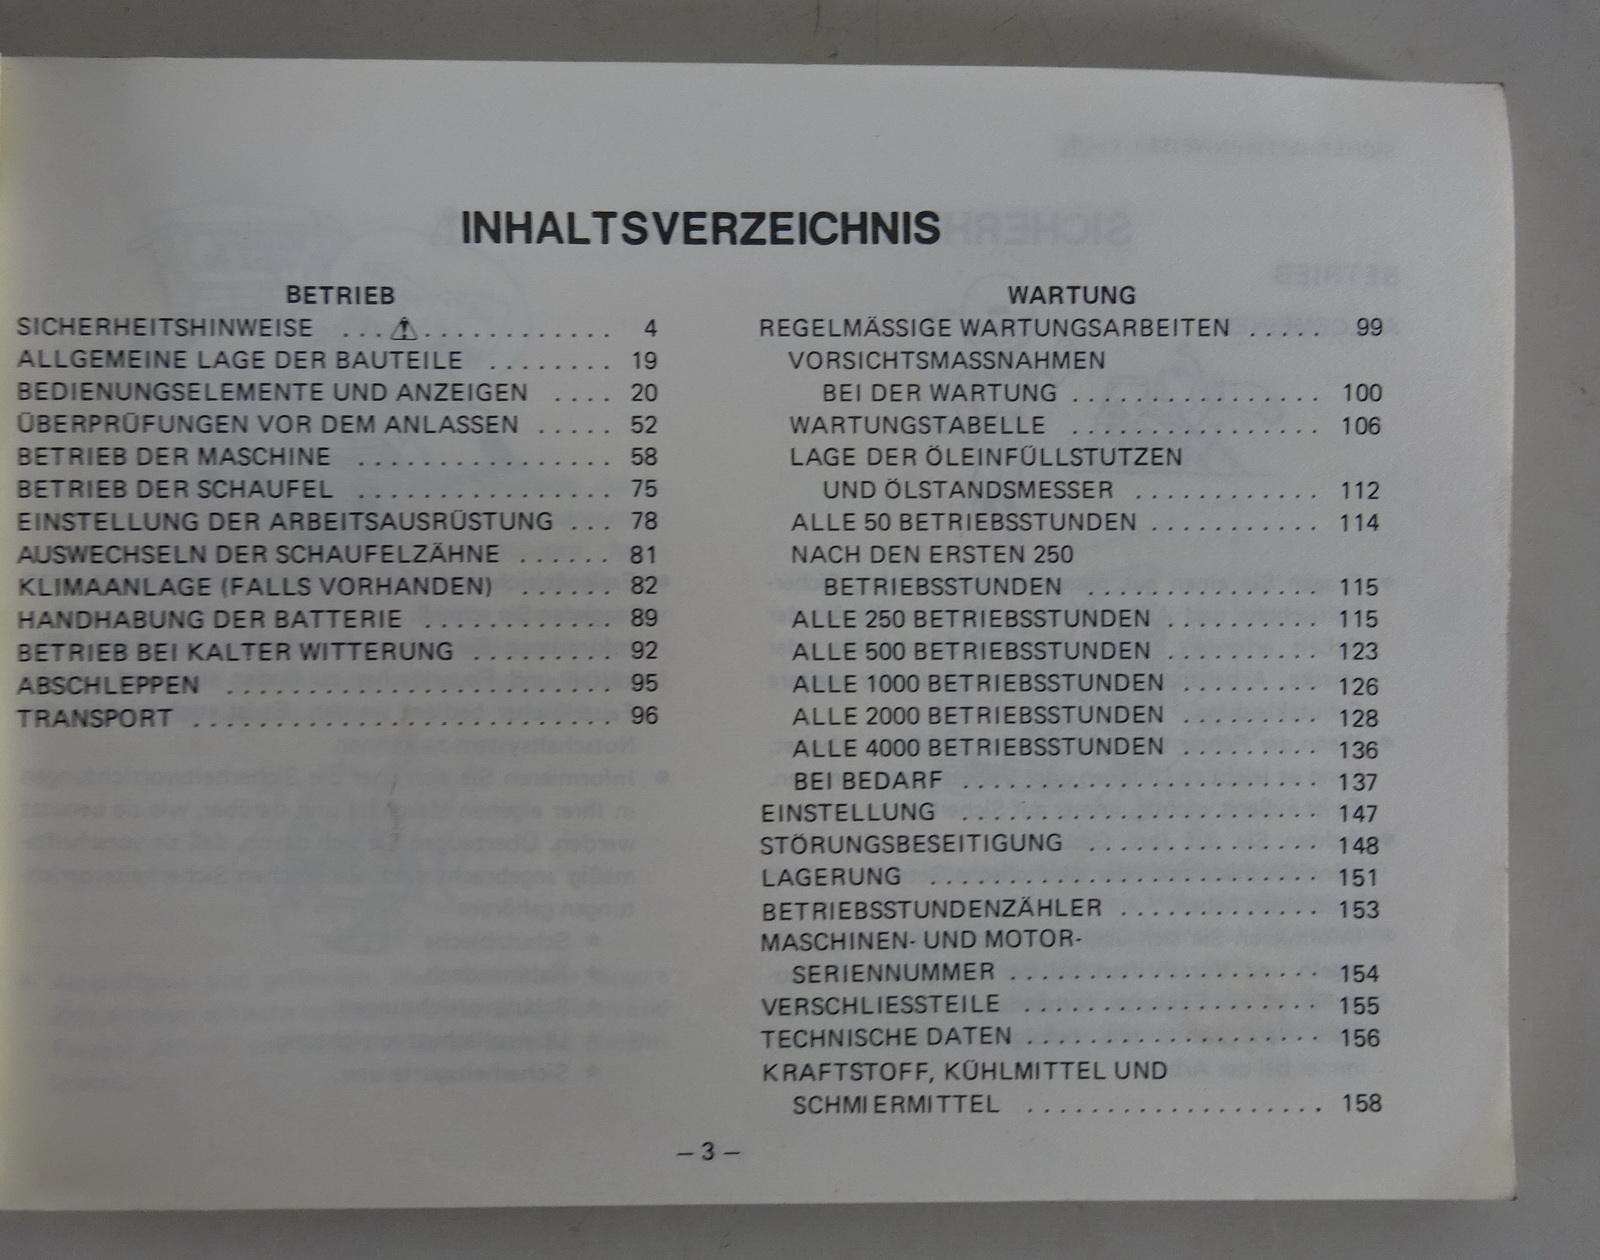 INHALTSVERZEICHNIS
BETRIEB
SICHERHEITSHINWEISE ... ⚠ ............ 4
ALLGEMEINE LAGE DER BAUTEILE ........ 19
BEDIENUNGSELEMENTE UND ANZEIGEN .... 20
ÜBERPRÜFUNGEN VOR DEM ANLASSEN ..... 52
BETRIEB DER MASCHINE ................ 58
BETRIEB DER SCHAUFEL ................ 75
EINSTELLUNG DER ARBEITSAUSRÜSTUNG ... 78
AUSWECHSELN DER SCHAUFELZÄHNE ...... 81
KLIMAANLAGE (FALLS VORHANDEN) ...... 82
HANDHABUNG DER BATTERIE ............ 89
BETRIEB BEI KALTER WITTERUNG ......... 92
ABSCHLEPPEN ......................... 95
TRANSPORT ........................... 96
WARTUNG
REGELMÄSSIGE WARTUNGSARBEITEN ..... 99
VORSICHTSMASSNAHMEN
BEI DER WARTUNG ................ 100
WARTUNGSTABELLE ................ 106
LAGE DER ÖLEINFÜLLSTUTZEN
UND ÖLSTANDSMESSER ............ 112
ALLE 50 BETRIEBSSTUNDEN ........... 114
NACH DEN ERSTEN 250
BETRIEBSSTUNDEN ............... 115
ALLE 250 BETRIEBSSTUNDEN .......... 115
ALLE 500 BETRIEBSSTUNDEN .......... 123
ALLE 1000 BETRIEBSSTUNDEN ......... 126
ALLE 2000 BETRIEBSSTUNDEN ......... 128
ALLE 4000 BETRIEBSSTUNDEN ......... 136
BEI BEDARF ........................ 137
EINSTELLUNG ........................ 147
STÖRUNGSBESEITIGUNG ............... 148
LAGERUNG .......................... 151
BETRIEBSSTUNDENZÄHLER ............. 153
MASCHINEN- UND MOTOR-
SERIENNUMMER .................... 154
VERSCHLIESSTEILE .................... 155
TECHNISCHE DATEN .................... 156
KRAFTSTOFF, KÜHLMITTEL UND
SCHMIERMITTEL .................... 158
– 3 –